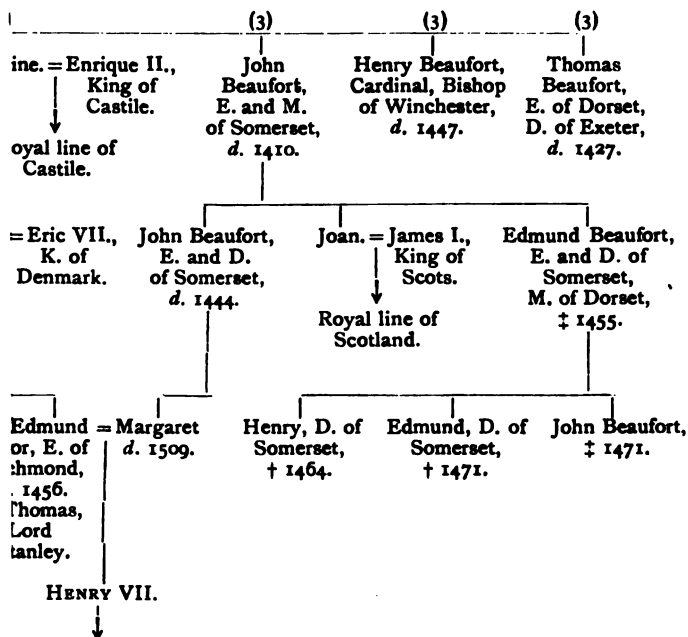 (3) (3) (3)
ine. = Enrique II., King of Castile.
oyal line of Castile.
John Beaufort, E. and M. of Somerset, d. 1410.
Henry Beaufort, Cardinal, Bishop of Winchester, d. 1447.
Thomas Beaufort, E. of Dorset, D. of Exeter, d. 1427.
= Eric VII., K. of Denmark.
John Beaufort, E. and D. of Somerset, d. 1444.
Joan. = James I., King of Scots.
Royal line of Scotland.
Edmund Beaufort, E. and D. of Somerset, M. of Dorset, ‡ 1455.
Edmund
or, E. of
chmond,
. 1456.
Thomas,
Lord
tanley.
= Margaret
d. 1509.
Henry, D. of
Somerset,
† 1464.
Edmund, D. of
Somerset,
† 1471.
John Beaufort,
‡ 1471.
HENRY VII.